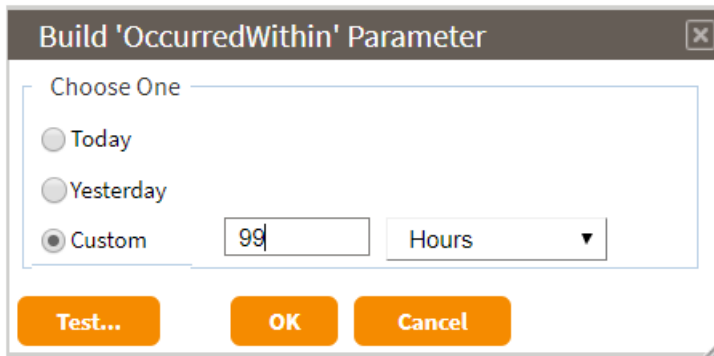 Build 'OccurredWithin' Parameter
Choose One
Today
Yesterday
Custom 99 Hours
Test... OK Cancel